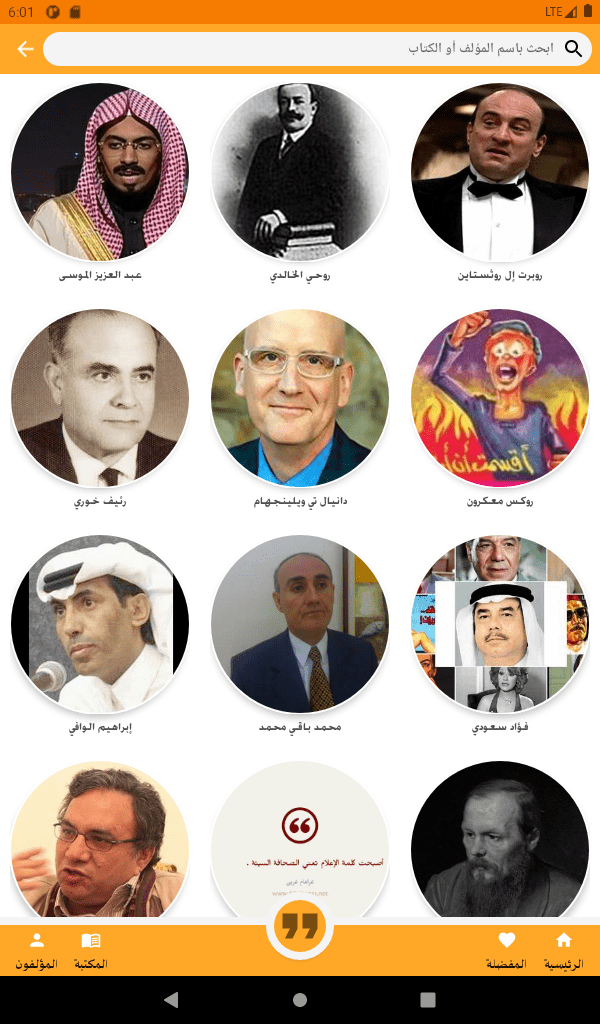 6:01
LTE
ابحث باسم المؤلف أو الكتاب
روبرت إل روثستاين
روحي الخالدي
عبد العزيز الموسى
أقسمت أن
روكس معكرون
دانيال تي ويلينجهام
رئيف خوري
فؤاد سعودي
محمد باقي محمد
إبراهيم الوافي
أصبحت كلمة الإعلام تعني الصحافة السيئة .
غراهام غرين
الرئيسية
المفضلة
المكتبة
المؤلفون